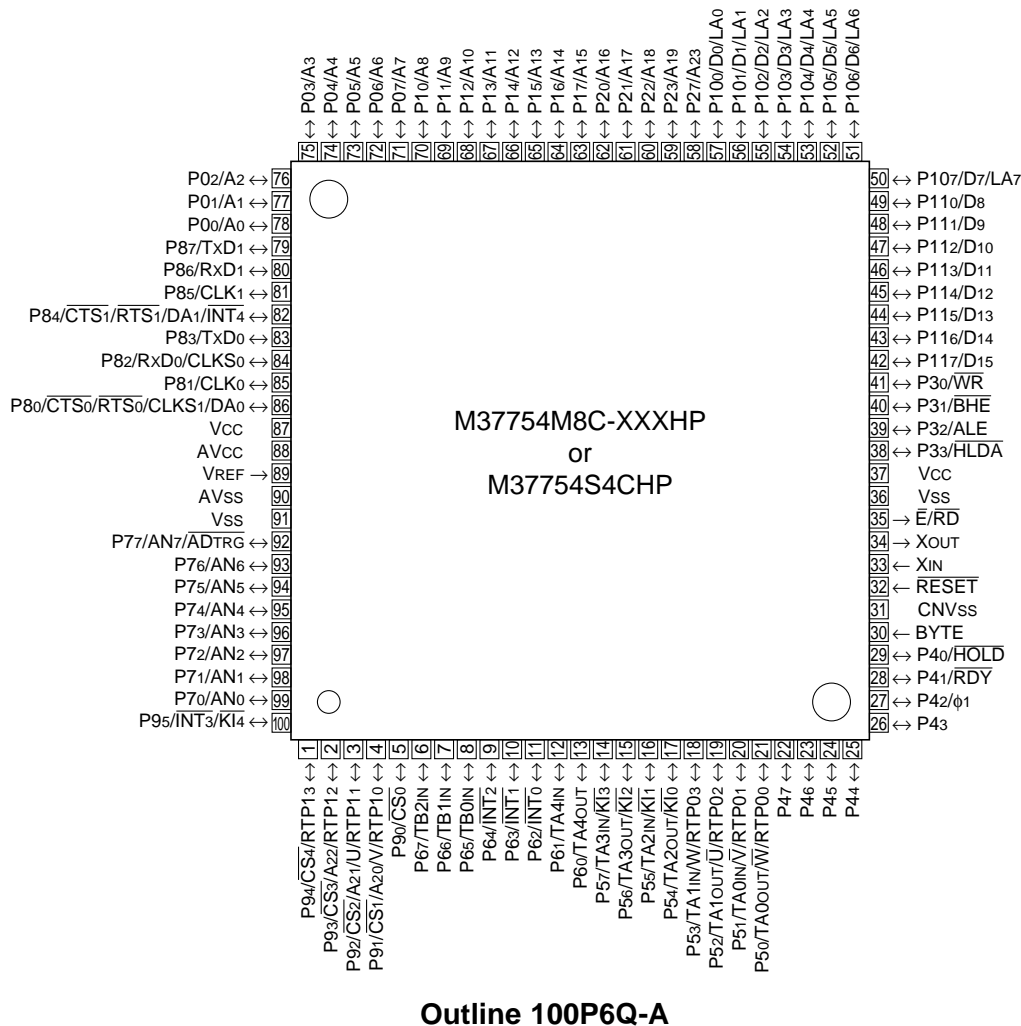 75 ↔ P03/A3
74 ↔ P04/A4
73 ↔ P05/A5
72 ↔ P06/A6
71 ↔ P07/A7
70 ↔ P10/A8
69 ↔ P11/A9
68 ↔ P12/A10
67 ↔ P13/A11
66 ↔ P14/A12
65 ↔ P15/A13
64 ↔ P16/A14
63 ↔ P17/A15
62 ↔ P20/A16
61 ↔ P21/A17
60 ↔ P22/A18
59 ↔ P23/A19
58 ↔ P27/A23
57 ↔ P100/D0/LA0
56 ↔ P101/D1/LA1
55 ↔ P102/D2/LA2
54 ↔ P103/D3/LA3
53 ↔ P104/D4/LA4
52 ↔ P105/D5/LA5
51 ↔ P106/D6/LA6
P02/A2 ↔ 76
P01/A1 ↔ 77
P00/A0 ↔ 78
P87/TXD1 ↔ 79
P86/RXD1 ↔ 80
P85/CLK1 ↔ 81
P84/CTS1/RTS1/DA1/INT4 ↔ 82
P83/TXD0 ↔ 83
P82/RXD0/CLKS0 ↔ 84
P81/CLK0 ↔ 85
P80/CTS0/RTS0/CLKS1/DA0 ↔ 86
VCC 87
AVCC 88
VREF → 89
AVSS 90
VSS 91
P77/AN7/ADTRG ↔ 92
P76/AN6 ↔ 93
P75/AN5 ↔ 94
P74/AN4 ↔ 95
P73/AN3 ↔ 96
P72/AN2 ↔ 97
P71/AN1 ↔ 98
P70/AN0 ↔ 99
P95/INT3/KI4 ↔ 100
M37754M8C-XXXHP
or
M37754S4CHP
50 ↔ P107/D7/LA7
49 ↔ P110/D8
48 ↔ P111/D9
47 ↔ P112/D10
46 ↔ P113/D11
45 ↔ P114/D12
44 ↔ P115/D13
43 ↔ P116/D14
42 ↔ P117/D15
41 ↔ P30/WR
40 ↔ P31/BHE
39 ↔ P32/ALE
38 ↔ P33/HLDA
37 VCC
36 VSS
35 → E/RD
34 → XOUT
33 ← XIN
32 ← RESET
31 CNVSS
30 ← BYTE
29 ↔ P40/HOLD
28 ↔ P41/RDY
27 ↔ P42/ϕ1
26 ↔ P43
P94/CS4/RTP13 ↔ 1
P93/CS3/A22/RTP12 ↔ 2
P92/CS2/A21/U/RTP11 ↔ 3
P91/CS1/A20/V/RTP10 ↔ 4
P90/CS0 ↔ 5
P67/TB2IN ↔ 6
P66/TB1IN ↔ 7
P65/TB0IN ↔ 8
P64/INT2 ↔ 9
P63/INT1 ↔ 10
P62/INT0 ↔ 11
P61/TA4IN ↔ 12
P60/TA4OUT ↔ 13
P57/TA3IN/KI3 ↔ 14
P56/TA3OUT/KI2 ↔ 15
P55/TA2IN/KI1 ↔ 16
P54/TA2OUT/KI0 ↔ 17
P53/TA1IN/W/RTP03 ↔ 18
P52/TA1OUT/U/RTP02 ↔ 19
P51/TA0IN/V/RTP01 ↔ 20
P50/TA0OUT/W/RTP00 ↔ 21
P47 ↔ 22
P46 ↔ 23
P45 ↔ 24
P44 ↔ 25
Outline 100P6Q-A